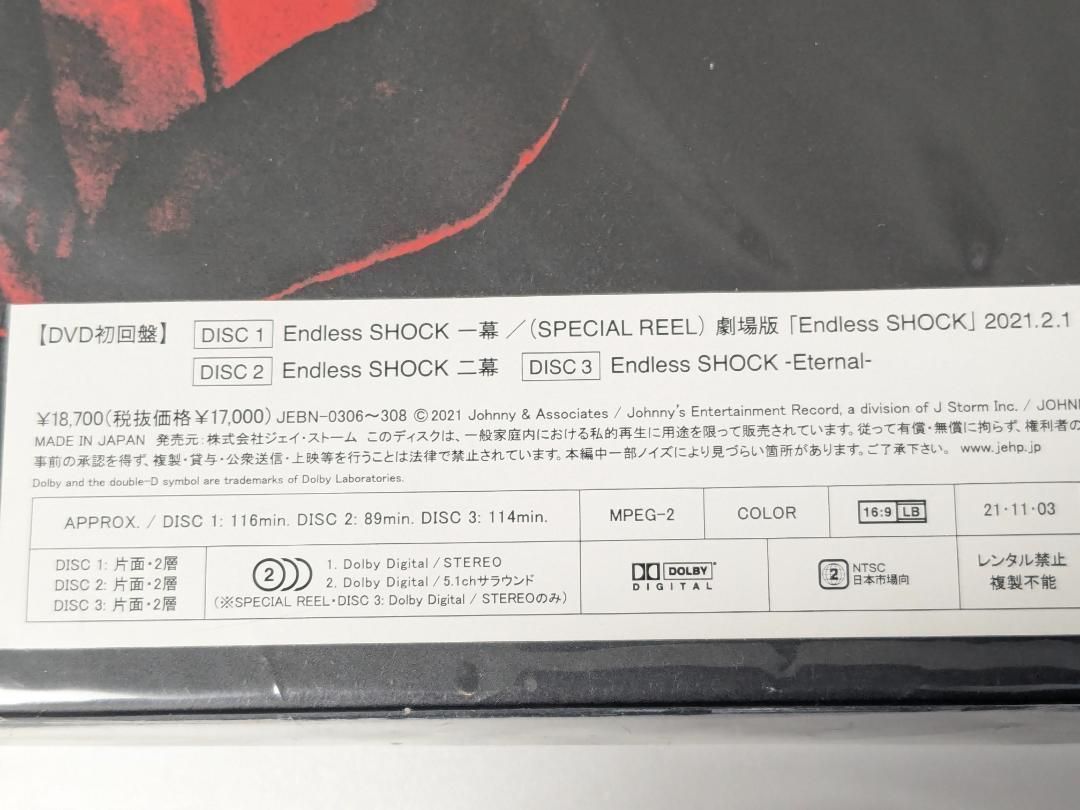 【DVD初回盤】 DISC 1 Endless SHOCK 一幕／(SPECIAL REEL) 劇場版「Endless SHOCK」2021.2.1
DISC 2 Endless SHOCK 二幕 DISC 3 Endless SHOCK -Eternal-
¥18,700(税抜価格¥17,000) JEBN-0306〜308 ©2021 Johnny & Associates / Johnny's Entertainment Record, a division of J Storm Inc. /
MADE IN JAPAN 発売元:株式会社ジェイ・ストーム このディスクは、一般家庭内における私的再生に用途を限って販売されています。従って有償・無償に拘らず、権利者の
事前の承認を得ず、複製・貸与・公衆送信・上映等を行うことは法律で禁止されています。本編中一部ノイズにより見づらい箇所があります。ご了承下さい。 www.jehp.jp
Dolby and the double-D symbol are trademarks of Dolby Laboratories.
APPROX. / DISC 1: 116min. DISC 2: 89min. DISC 3: 114min. MPEG-2 COLOR 16:9 LB 21·11·03
DISC 1: 片面・2層
DISC 2: 片面・2層
DISC 3: 片面・2層
2
1. Dolby Digital / STEREO
2. Dolby Digital / 5.1chサラウンド
(※SPECIAL REEL・DISC 3: Dolby Digital / STEREOのみ)
DOLBY
DIGITAL
2 NTSC
日本市場向
レンタル禁止
複製不能